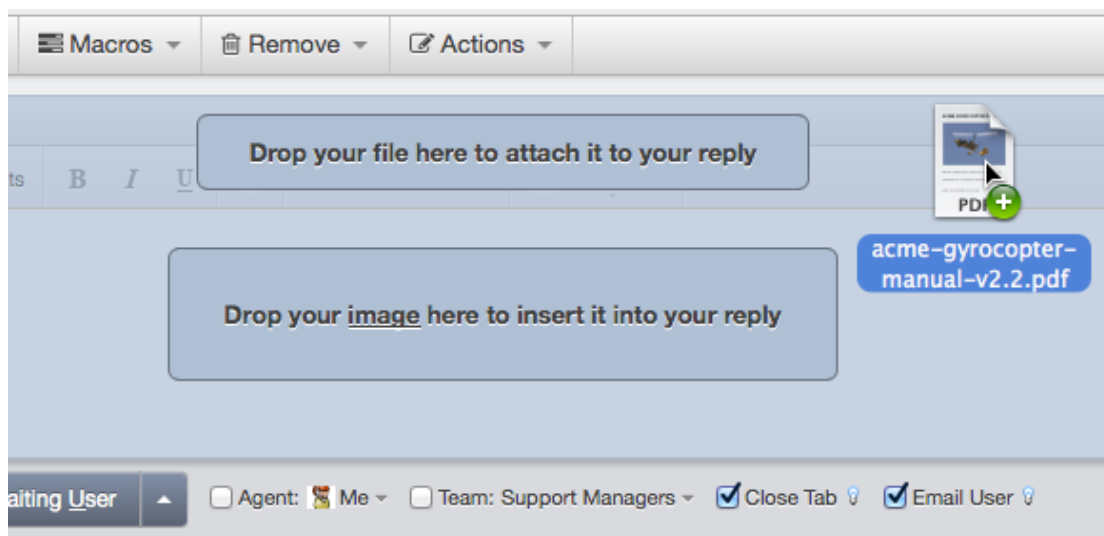 Macros Remove Actions
Drop your file here to attach it to your reply
ts B I U
PDF
acme-gyrocopter-
manual-v2.2.pdf
Drop your image here to insert it into your reply
aiting User Agent: Me Team: Support Managers Close Tab Email User